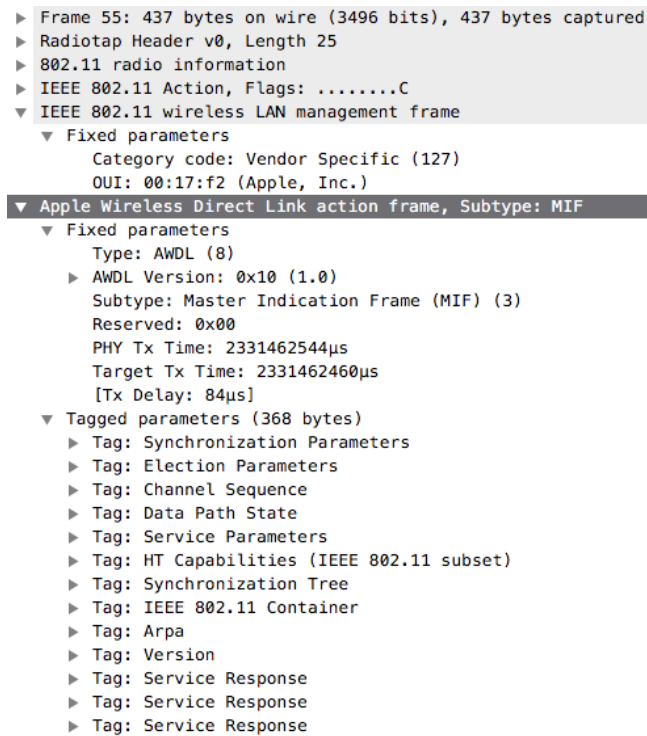 Frame 55: 437 bytes on wire (3496 bits), 437 bytes captured
Radiotap Header v0, Length 25
802.11 radio information
IEEE 802.11 Action, Flags: ........C
IEEE 802.11 wireless LAN management frame
Fixed parameters
Category code: Vendor Specific (127)
OUI: 00:17:f2 (Apple, Inc.)
Apple Wireless Direct Link action frame, Subtype: MIF
Fixed parameters
Type: AWDL (8)
AWDL Version: 0x10 (1.0)
Subtype: Master Indication Frame (MIF) (3)
Reserved: 0x00
PHY Tx Time: 2331462544µs
Target Tx Time: 2331462460µs
[Tx Delay: 84µs]
Tagged parameters (368 bytes)
Tag: Synchronization Parameters
Tag: Election Parameters
Tag: Channel Sequence
Tag: Data Path State
Tag: Service Parameters
Tag: HT Capabilities (IEEE 802.11 subset)
Tag: Synchronization Tree
Tag: IEEE 802.11 Container
Tag: Arpa
Tag: Version
Tag: Service Response
Tag: Service Response
Tag: Service Response